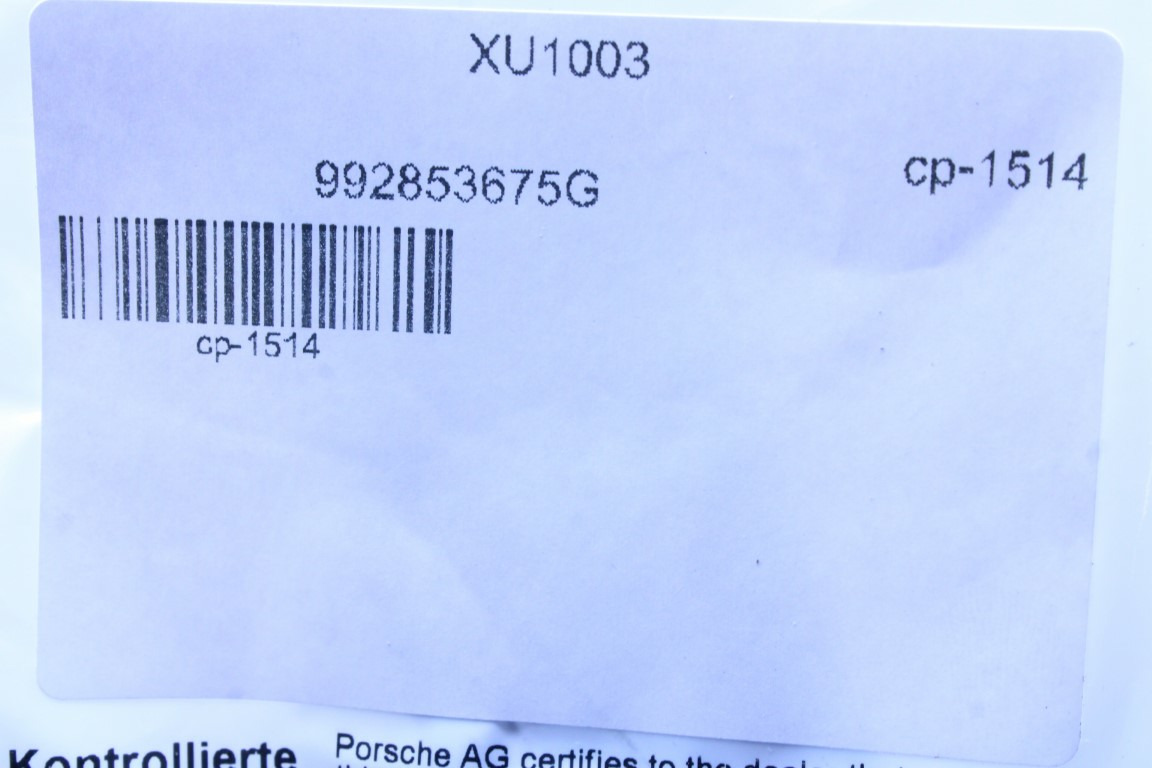 XU1003
992853675G
cp-1514
cp-1514
Kontrollierte
Porsche AG certifies to the